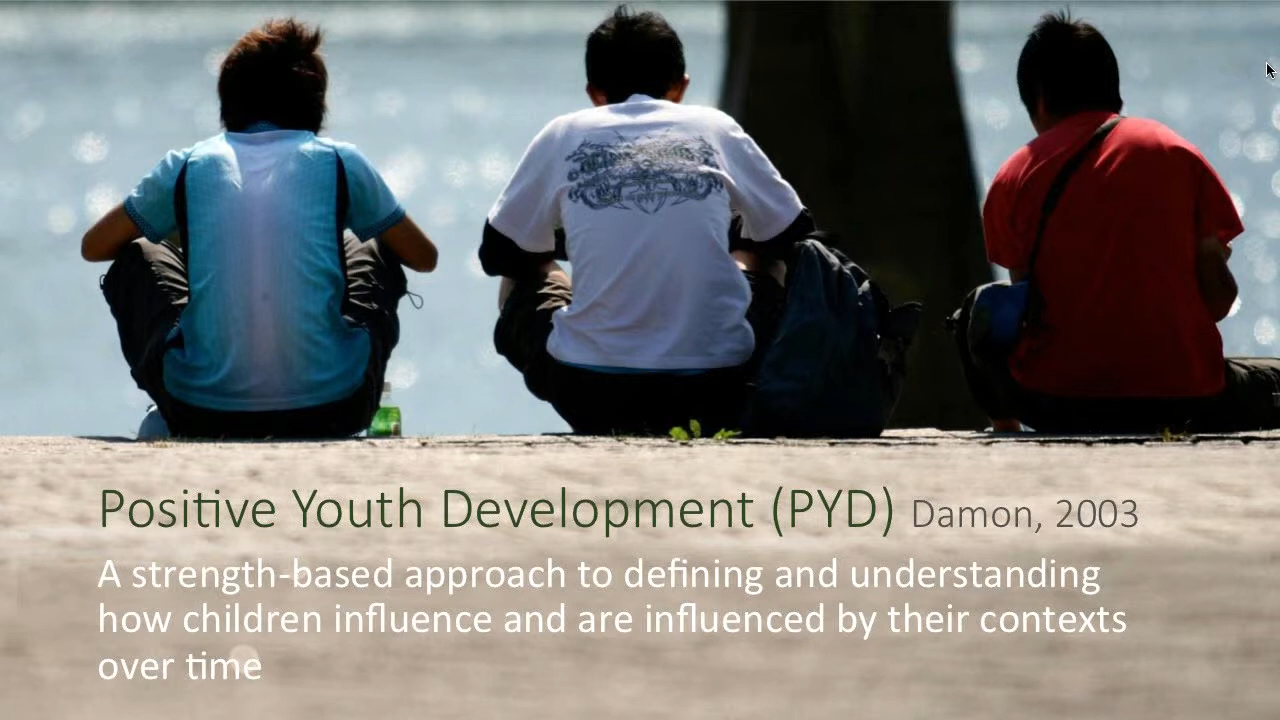 Positive Youth Development (PYD) Damon, 2003
A strength-based approach to defining and understanding
how children influence and are influenced by their contexts
over time